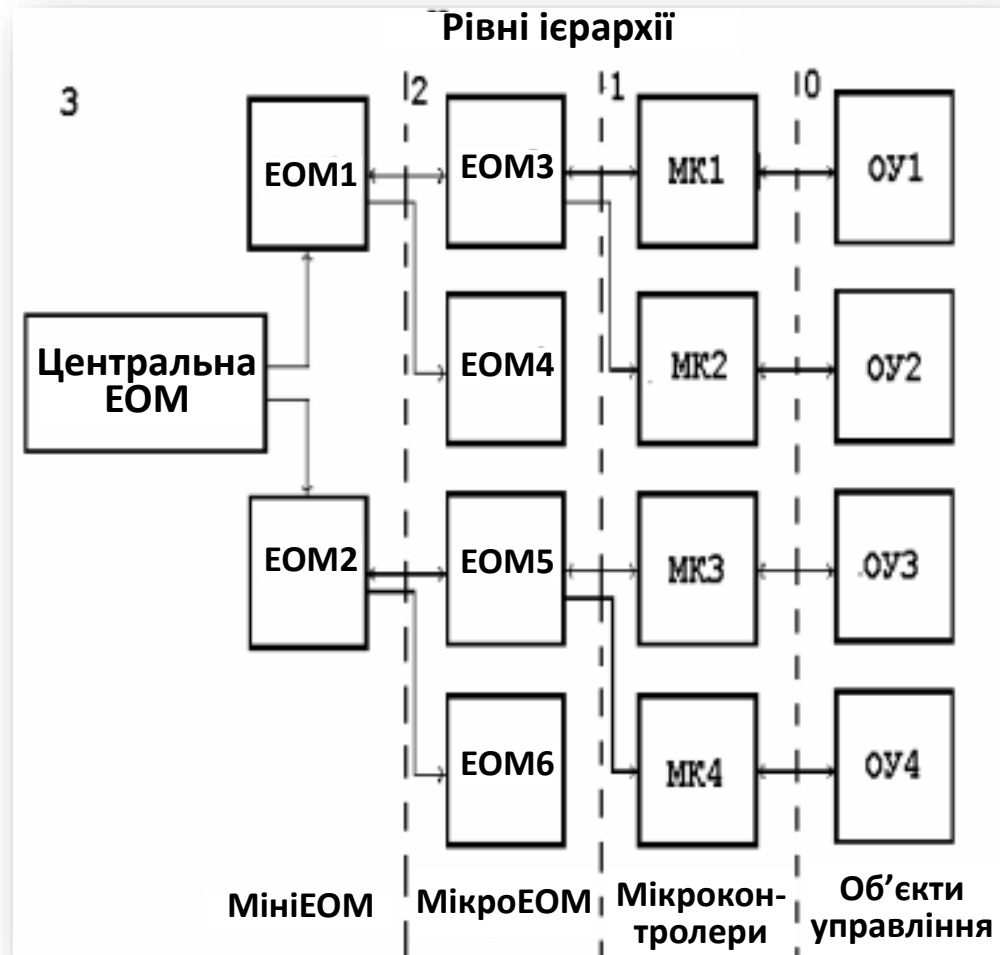 Рівні ієрархії
3
2
1
0
ЕОМ1
ЕОМ3
МК1
ОУ1
Центральна
ЕОМ
ЕОМ4
МК2
ОУ2
ЕОМ2
ЕОМ5
МК3
ОУ3
ЕОМ6
МК4
ОУ4
МініЕОМ
МікроЕОМ
Мікрокон-
тролери
Об’єкти
управління